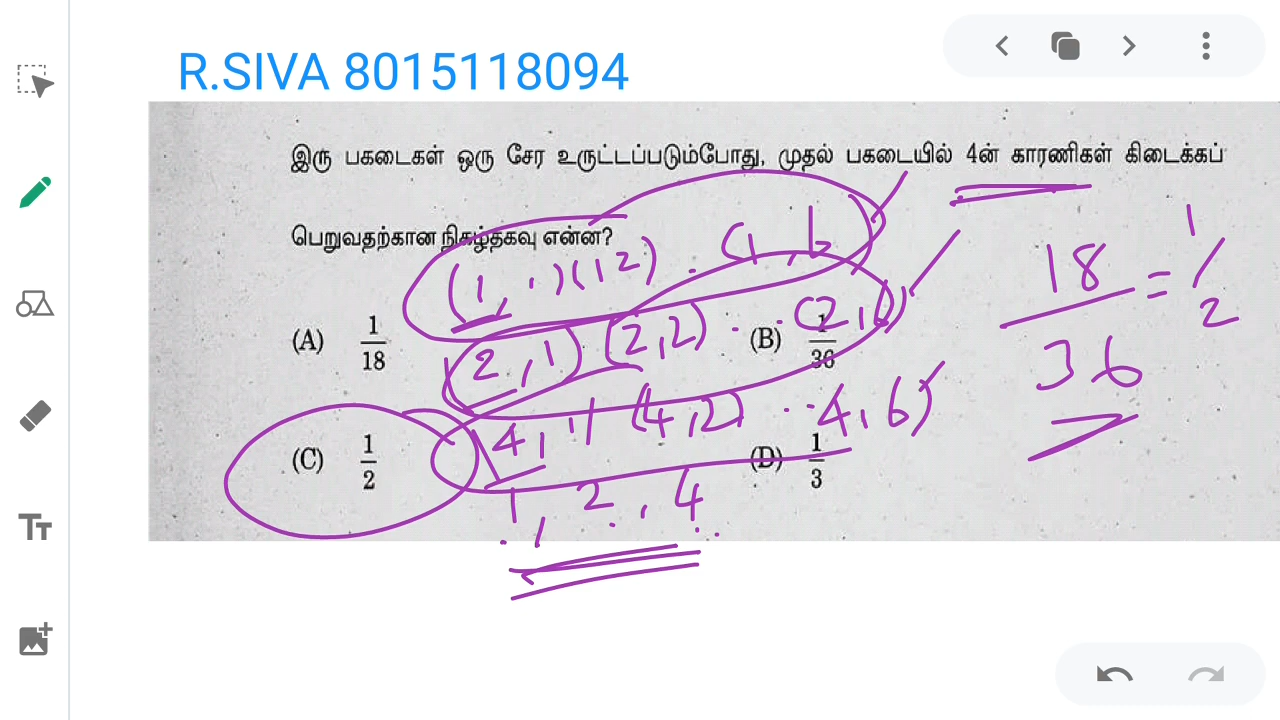 R.SIVA 8015118094
இரு பகடைகள் ஒரு சேர உருட்டப்படும்போது, முதல் பகடையில் 4ன் காரணிகள் கிடைக்கப்
பெறுவதற்கான நிகழ்தகவு என்ன?
(1, 1)(1 2) . (1, 6
18/36 = 1/2
(A) 1/18
(B) 1/36
(2, 1) (2,2) . . (2,6)
(4, 1) (4,2) . . 4,6)
(C) 1/2
(D) 1/3
1, 2, 4
TT